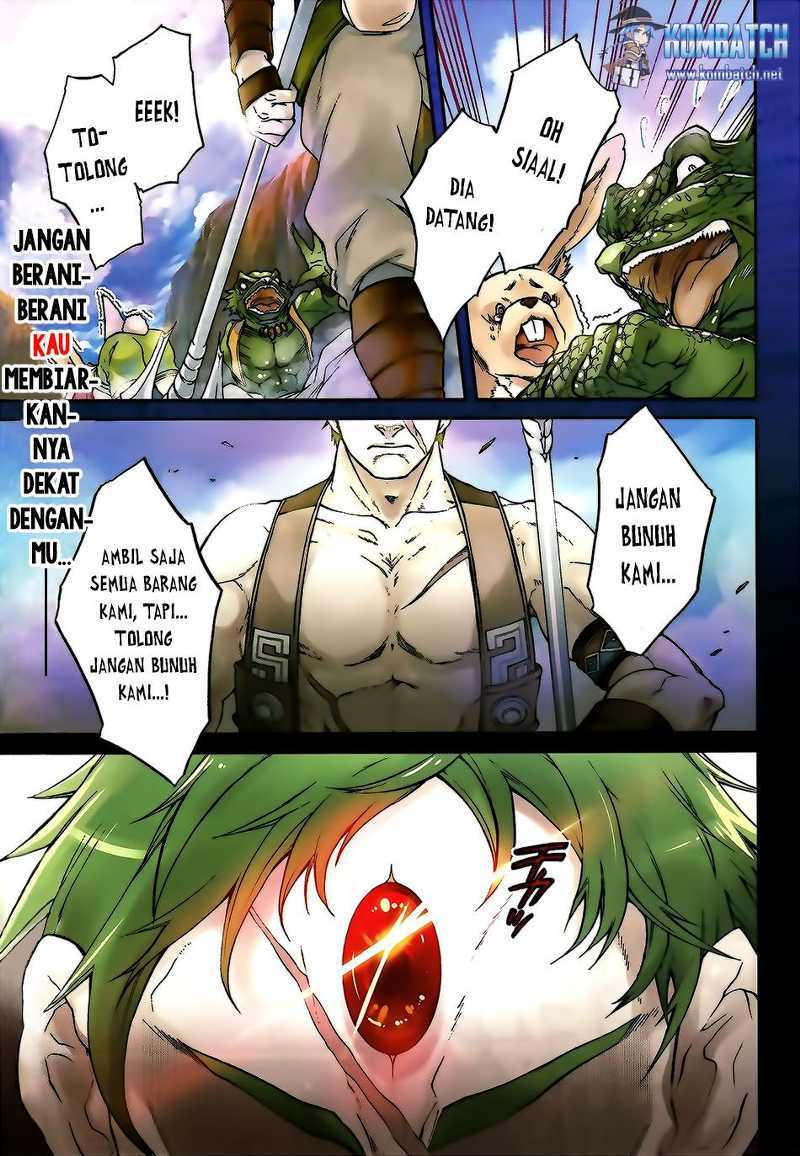 KOMBATCH
www.kombatch.net
OH
SIAAL!
DIA
DATANG!
EEEK!
TO-
TOLONG
...
JANGAN
BERANI-
BERANI
KAU
MEMBIAR-
KAN-
NYA
DEKAT
DENGAN-
MU...
JANGAN
BUNUH
KAMI...
AMBIL SAJA
SEMUA BARANG
KAMI, TAPI...
TOLONG
JANGAN BUNUH
KAMI...!